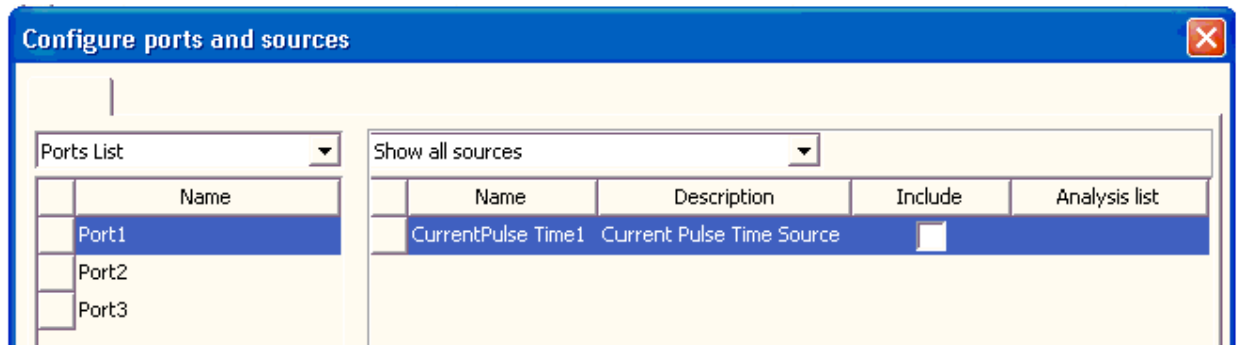 Configure ports and sources
Ports List
Show all sources
Name
Name Description Include Analysis list
Port1
CurrentPulse Time1 Current Pulse Time Source
Port2
Port3